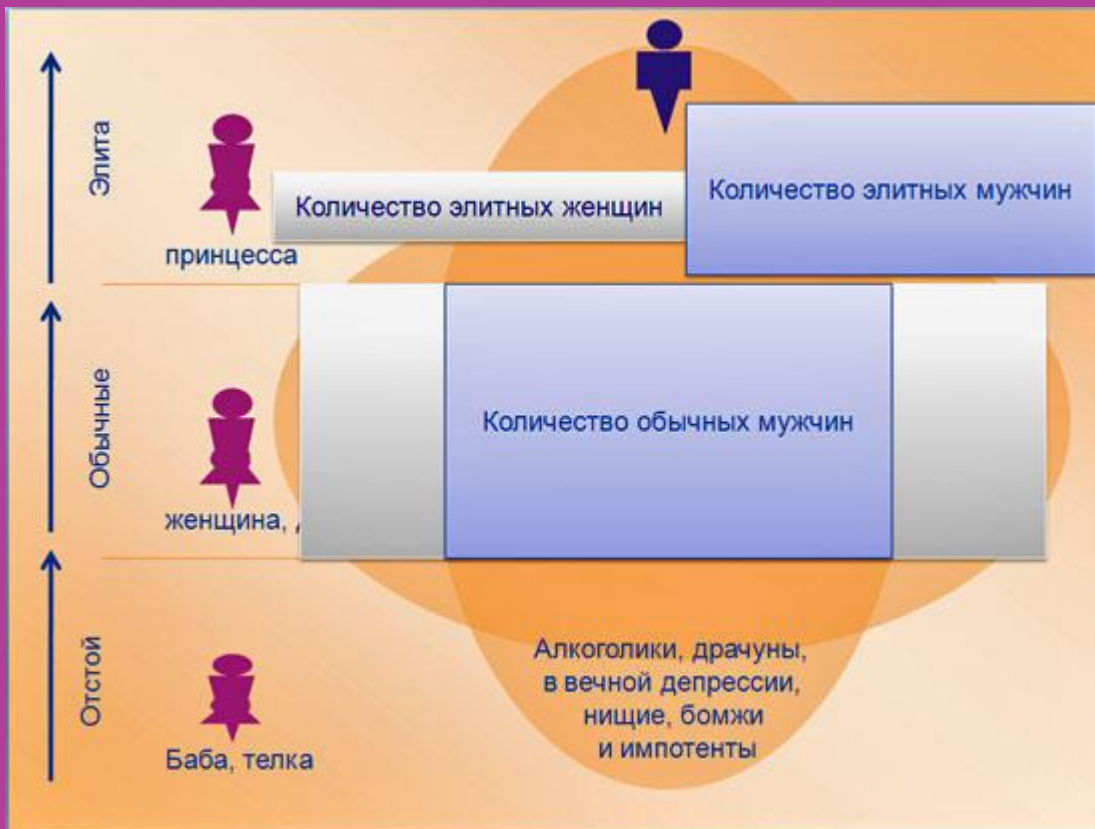 Элита
принцесса
Количество элитных женщин
Количество элитных мужчин
Обычные
женщина,
Количество обычных мужчин
Отстой
Баба, телка
Алкоголики, драчуны,
в вечной депрессии,
нищие, бомжи
и импотенты